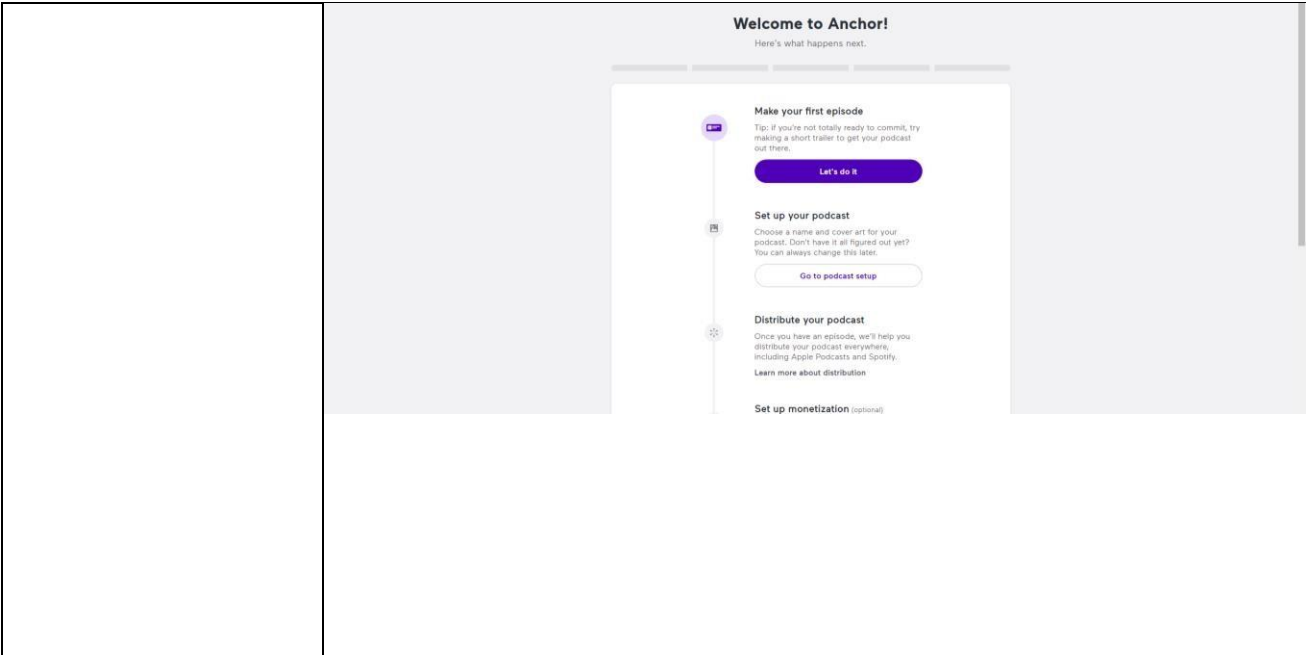 Welcome to Anchor!
Here's what happens next.
Make your first episode
Tip: if you're not totally ready to commit, try
making a short trailer to get your podcast
out there.
Let's do it
Set up your podcast
Choose a name and cover art for your
podcast. Don't have it all figured out yet?
You can always change this later.
Go to podcast setup
Distribute your podcast
Once you have an episode, we'll help you
distribute your podcast everywhere,
including Apple Podcasts and Spotify.
Learn more about distribution
Set up monetization (optional)